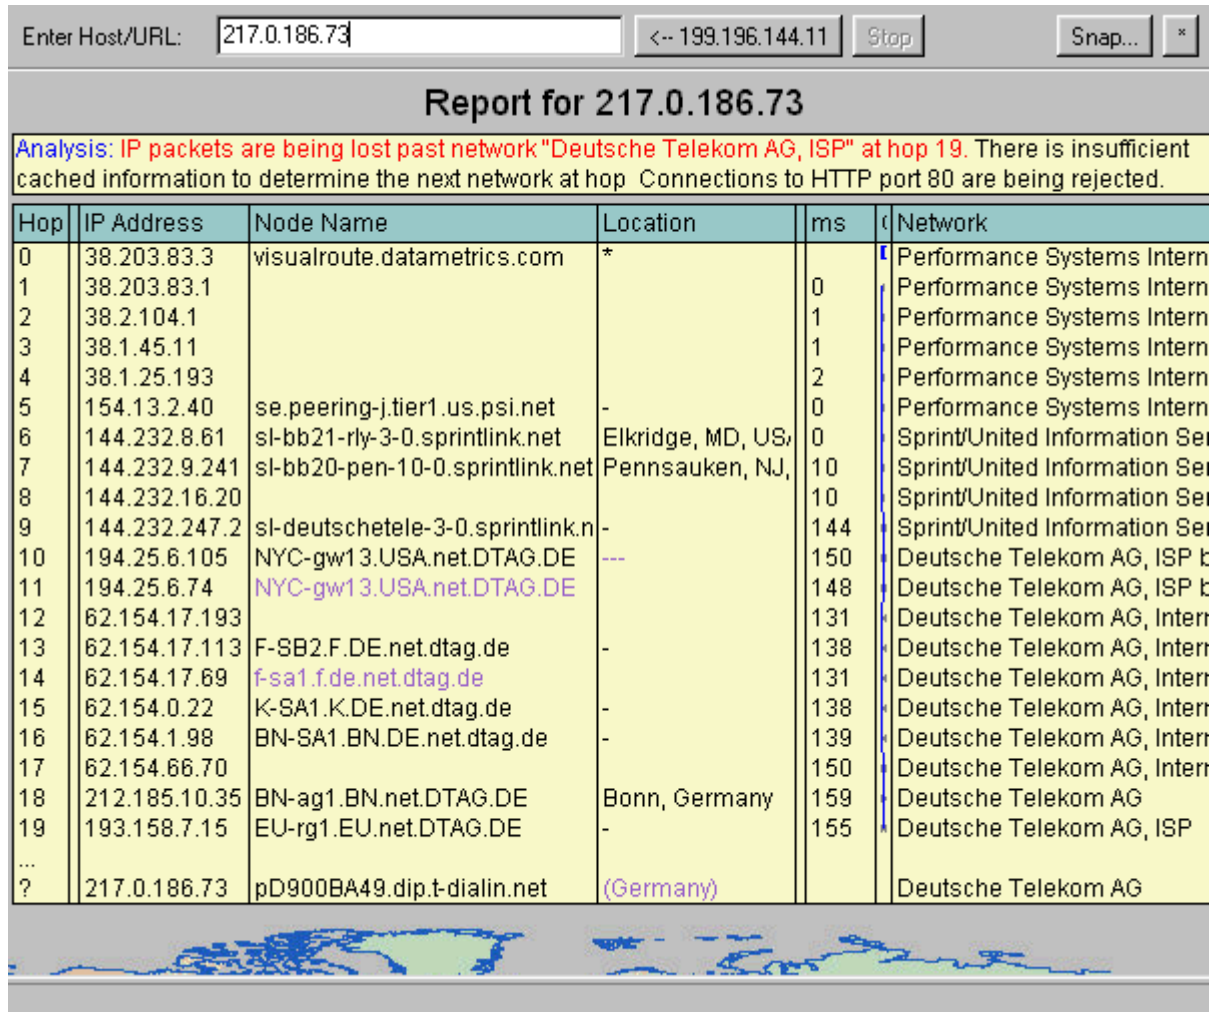 Enter Host/URL: 217.0.186.73 <-- 199.196.144.11 Stop Snap... *
Report for 217.0.186.73
Analysis: IP packets are being lost past network "Deutsche Telekom AG, ISP" at hop 19. There is insufficient
cached information to determine the next network at hop  Connections to HTTP port 80 are being rejected.
Hop IP Address Node Name Location ms Network
0 38.203.83.3 visualroute.datametrics.com * Performance Systems Intern
1 38.203.83.1 0 Performance Systems Intern
2 38.2.104.1 1 Performance Systems Intern
3 38.1.45.11 1 Performance Systems Intern
4 38.1.25.193 2 Performance Systems Intern
5 154.13.2.40 se.peering-j.tier1.us.psi.net - 0 Performance Systems Intern
6 144.232.8.61 sl-bb21-rly-3-0.sprintlink.net Elkridge, MD, US 0 Sprint/United Information Ser
7 144.232.9.241 sl-bb20-pen-10-0.sprintlink.net Pennsauken, NJ, 10 Sprint/United Information Ser
8 144.232.16.20 10 Sprint/United Information Ser
9 144.232.247.2 sl-deutschetele-3-0.sprintlink.n - 144 Sprint/United Information Ser
10 194.25.6.105 NYC-gw13.USA.net.DTAG.DE --- 150 Deutsche Telekom AG, ISP b
11 194.25.6.74 NYC-gw13.USA.net.DTAG.DE 148 Deutsche Telekom AG, ISP b
12 62.154.17.193 131 Deutsche Telekom AG, Intern
13 62.154.17.113 F-SB2.F.DE.net.dtag.de - 138 Deutsche Telekom AG, Intern
14 62.154.17.69 f-sa1.f.de.net.dtag.de 131 Deutsche Telekom AG, Intern
15 62.154.0.22 K-SA1.K.DE.net.dtag.de - 138 Deutsche Telekom AG, Intern
16 62.154.1.98 BN-SA1.BN.DE.net.dtag.de - 139 Deutsche Telekom AG, Intern
17 62.154.66.70 150 Deutsche Telekom AG, Intern
18 212.185.10.35 BN-ag1.BN.net.DTAG.DE Bonn, Germany 159 Deutsche Telekom AG
19 193.158.7.15 EU-rg1.EU.net.DTAG.DE - 155 Deutsche Telekom AG, ISP
...
? 217.0.186.73 pD900BA49.dip.t-dialin.net (Germany) Deutsche Telekom AG